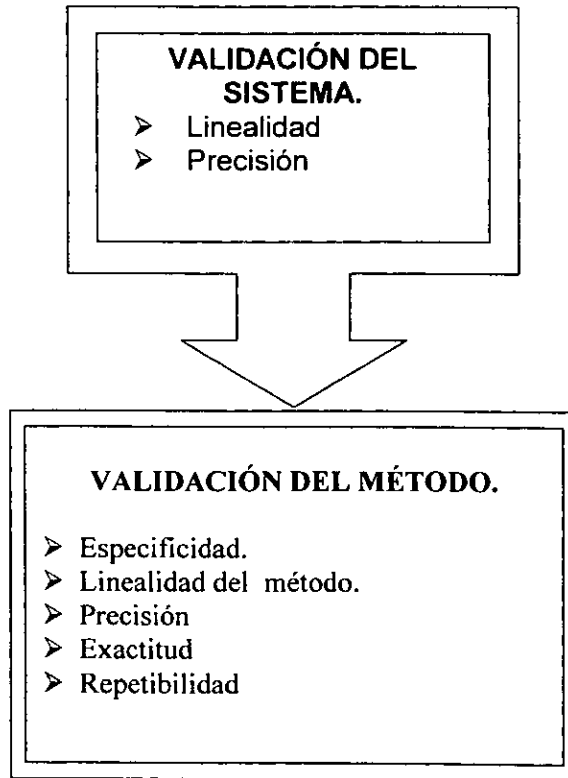 VALIDACIÓN DEL
SISTEMA.
➢ Linealidad
➢ Precisión
VALIDACIÓN DEL MÉTODO.
➢ Especificidad.
➢ Linealidad del método.
➢ Precisión
➢ Exactitud
➢ Repetibilidad